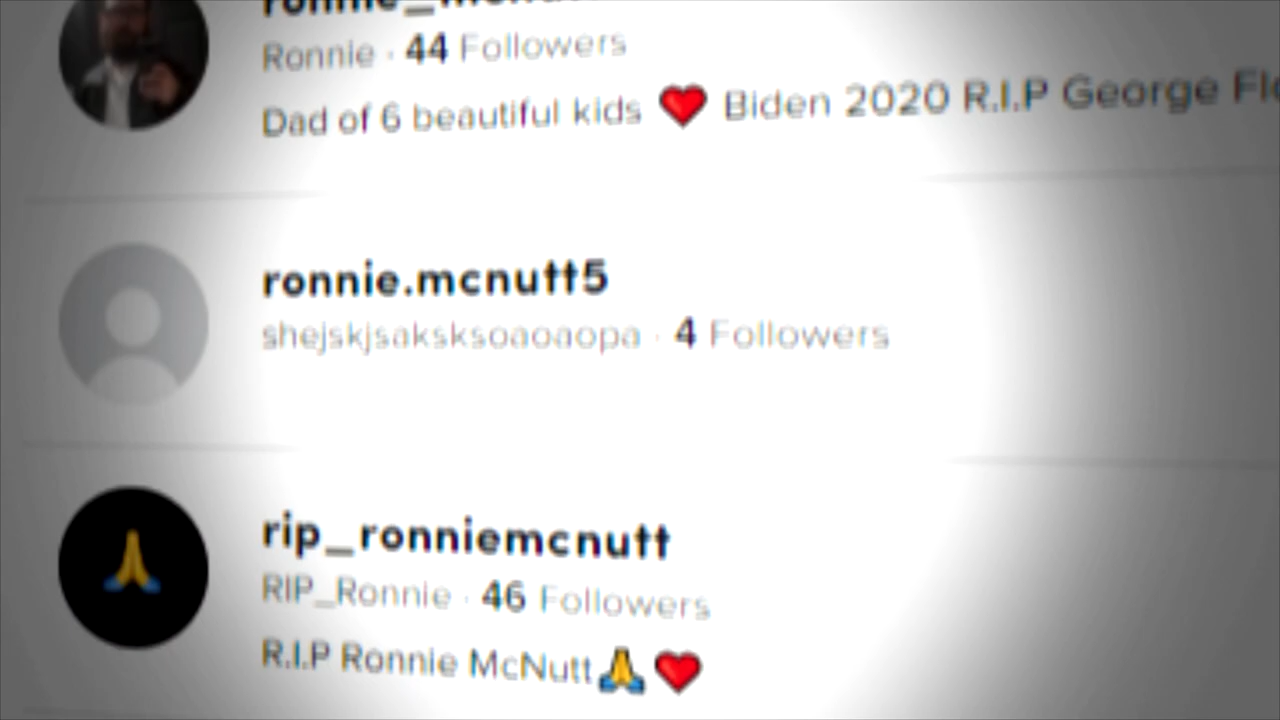 Ronnie · 44 Followers
Dad of 6 beautiful kids ❤️ Biden 2020 R.I.P George
ronnie.mcnutt5
shejskjsaksksoaoaopa · 4 Followers
rip_ronniemcnutt
RIP_Ronnie · 46 Followers
R.I.P Ronnie McNutt🙏❤️